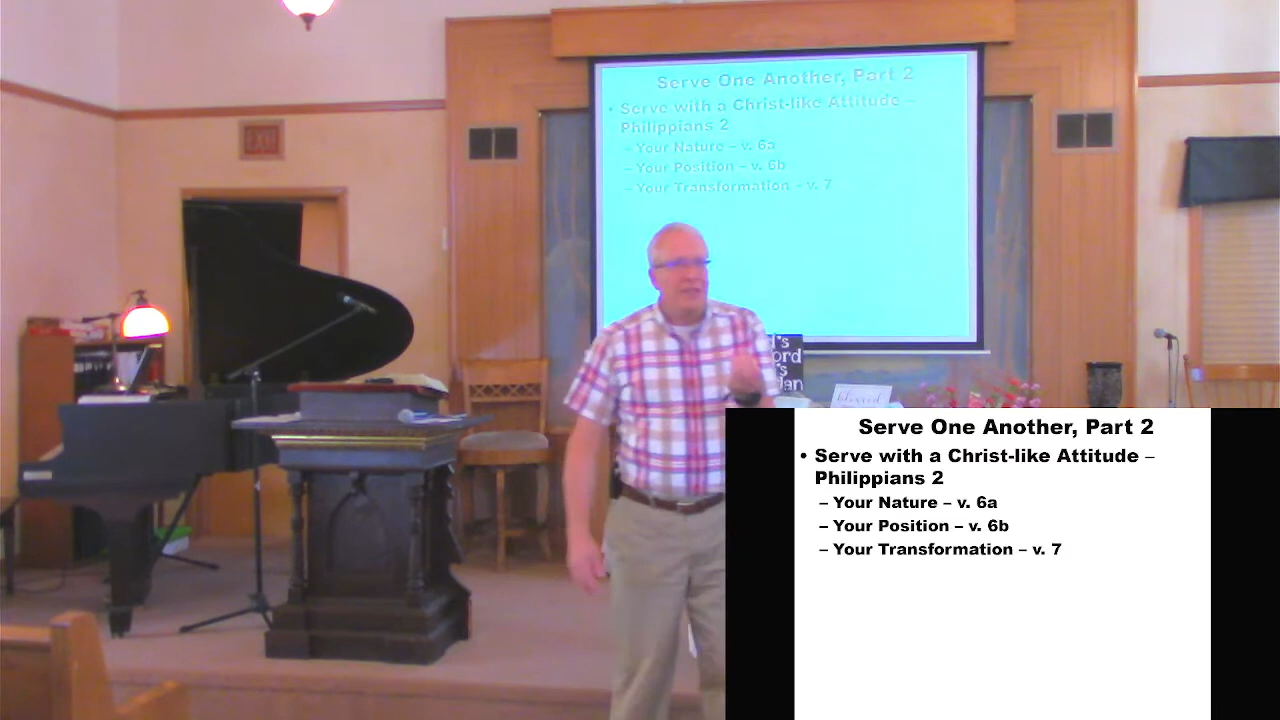 EXIT
Serve One Another, Part 2
• Serve with a Christ-like Attitude –
Philippians 2
– Your Nature – v. 6a
– Your Position – v. 6b
– Your Transformation – v. 7
blessed
Serve One Another, Part 2
• Serve with a Christ-like Attitude –
Philippians 2
– Your Nature – v. 6a
– Your Position – v. 6b
– Your Transformation – v. 7